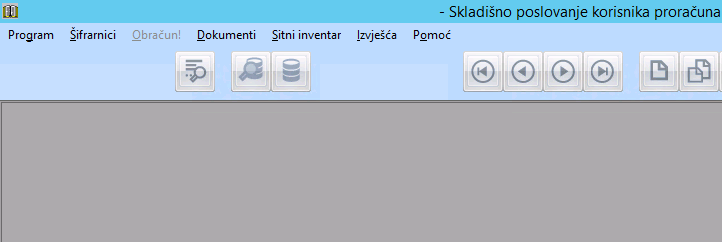 - Skladišno poslovanje korisnika proračuna
Program Šifrarnici Obračun! Dokumenti Sitni inventar Izvješća Pomoć